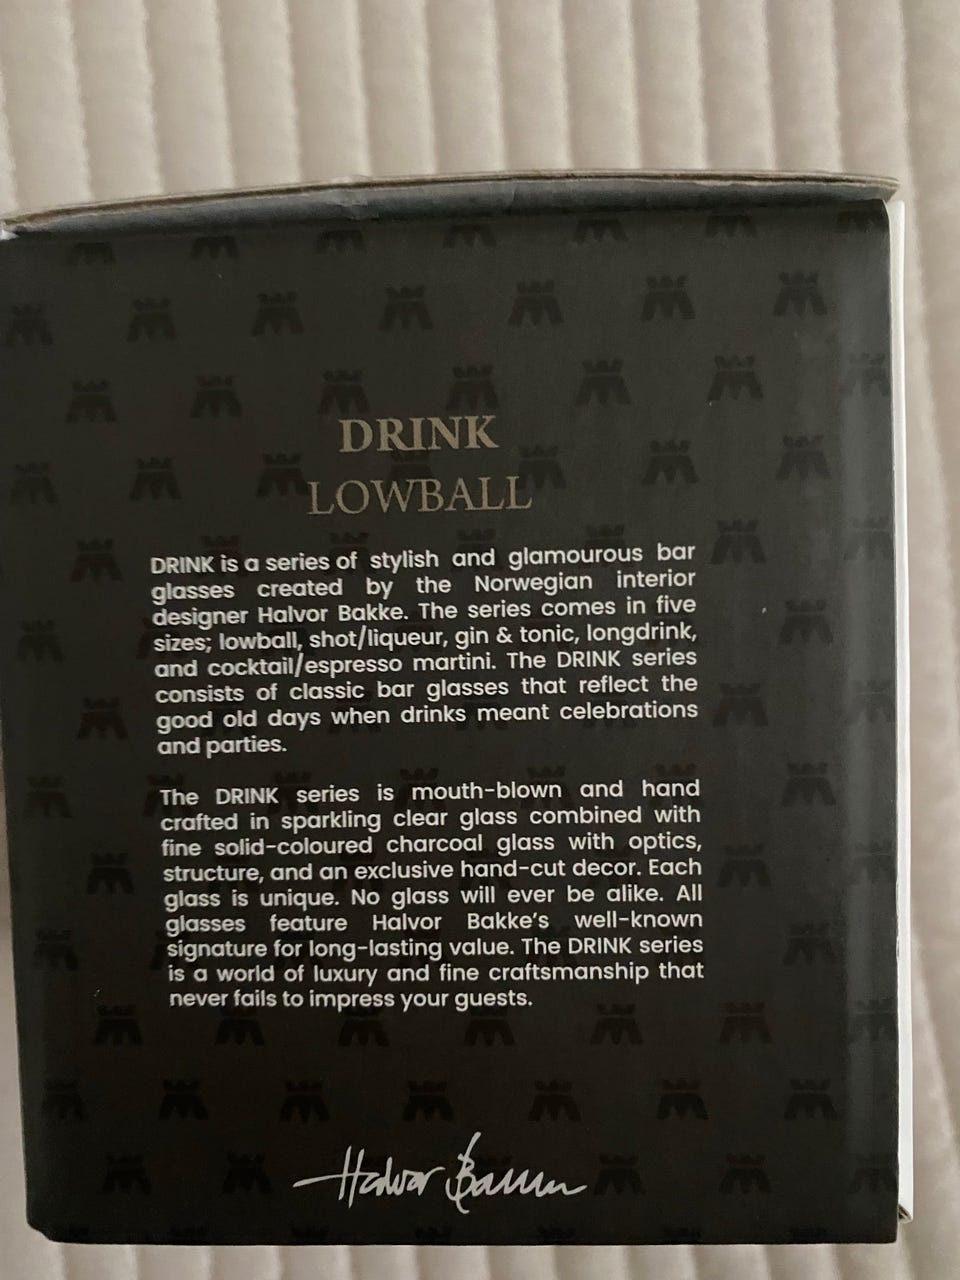 DRINK
LOWBALL
DRINK is a series of stylish and glamourous bar
glasses created by the Norwegian interior
designer Halvor Bakke. The series comes in five
sizes; lowball, shot/liqueur, gin & tonic, longdrink,
and cocktail/espresso martini. The DRINK series
consists of classic bar glasses that reflect the
good old days when drinks meant celebrations
and parties.
The DRINK series is mouth-blown and hand
crafted in sparkling clear glass combined with
fine solid-coloured charcoal glass with optics,
structure, and an exclusive hand-cut decor. Each
glass is unique. No glass will ever be alike. All
glasses feature Halvor Bakke's well-known
signature for long-lasting value. The DRINK series
is a world of luxury and fine craftsmanship that
never fails to impress your guests.
Halvor Bakke